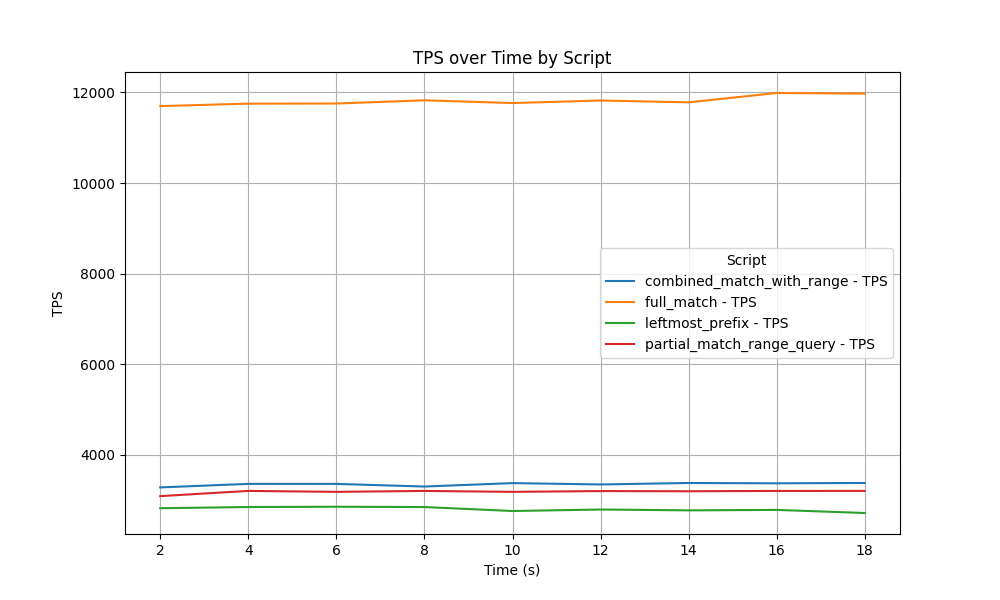 TPS over Time by Script
12000
10000
8000
6000
4000
TPS
Script
combined_match_with_range - TPS
full_match - TPS
leftmost_prefix - TPS
partial_match_range_query - TPS
2 4 6 8 10 12 14 16 18
Time (s)